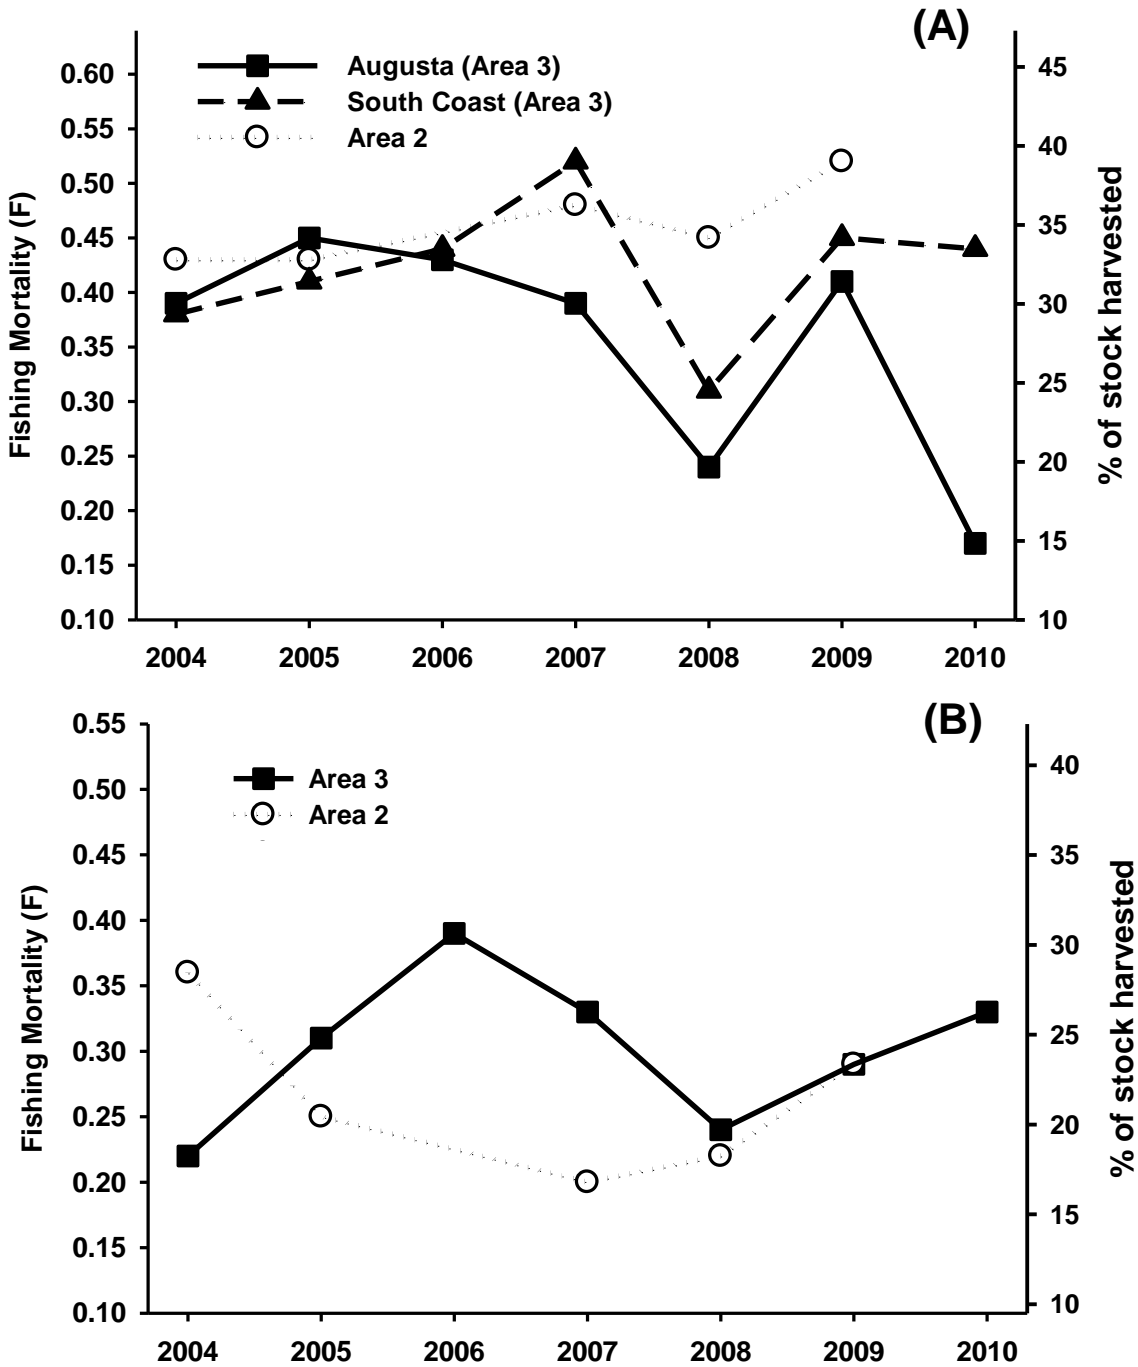 (A)
Augusta (Area 3)
South Coast (Area 3)
Area 2
Fishing Mortality (F)
0.60
0.55
0.50
0.45
0.40
0.35
0.30
0.25
0.20
0.15
0.10
45
40
35
30
25
20
15
10
% of stock harvested
2004 2005 2006 2007 2008 2009 2010
(B)
Area 3
Area 2
Fishing Mortality (F)
0.55
0.50
0.45
0.40
0.35
0.30
0.25
0.20
0.15
0.10
40
35
30
25
20
15
10
% of stock harvested
2004 2005 2006 2007 2008 2009 2010